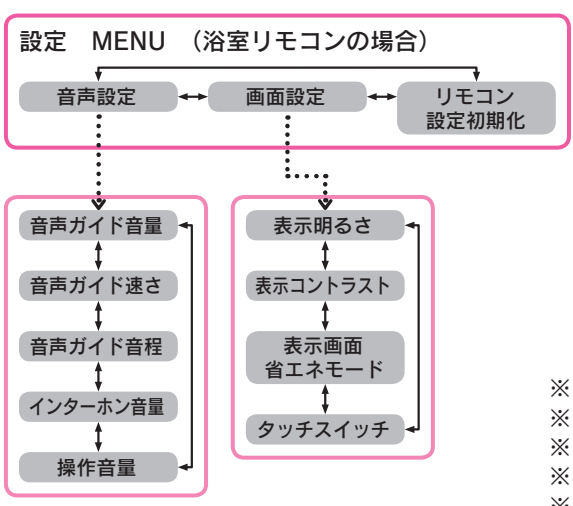 設定　MENU　（浴室リモコンの場合）
音声設定
画面設定
リモコン
設定初期化
音声ガイド音量
音声ガイド速さ
音声ガイド音程
インターホン音量
操作音量
表示明るさ
表示コントラスト
表示画面
省エネモード
タッチスイッチ
※
※
※
※
※